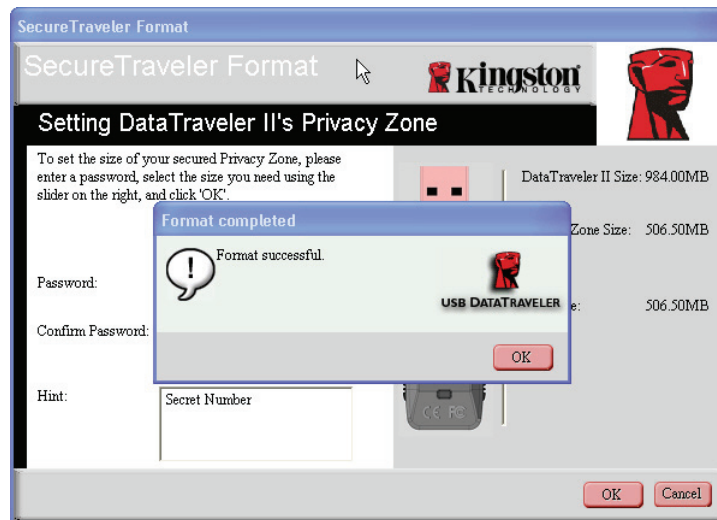 SecureTraveler Format
SecureTraveler Format
Kingston
TECHNOLOGY
Setting DataTraveler II's Privacy Zone
To set the size of your secured Privacy Zone, please
enter a password, select the size you need using the
slider on the right, and click 'OK'.
DataTraveler II Size: 984.00MB
Zone Size: 506.50MB
Format completed
Format successful.
USB DATATRAVELER
OK
Password:
e: 506.50MB
Confirm Password:
Hint:
Secret Number
CE FC
OK
Cancel